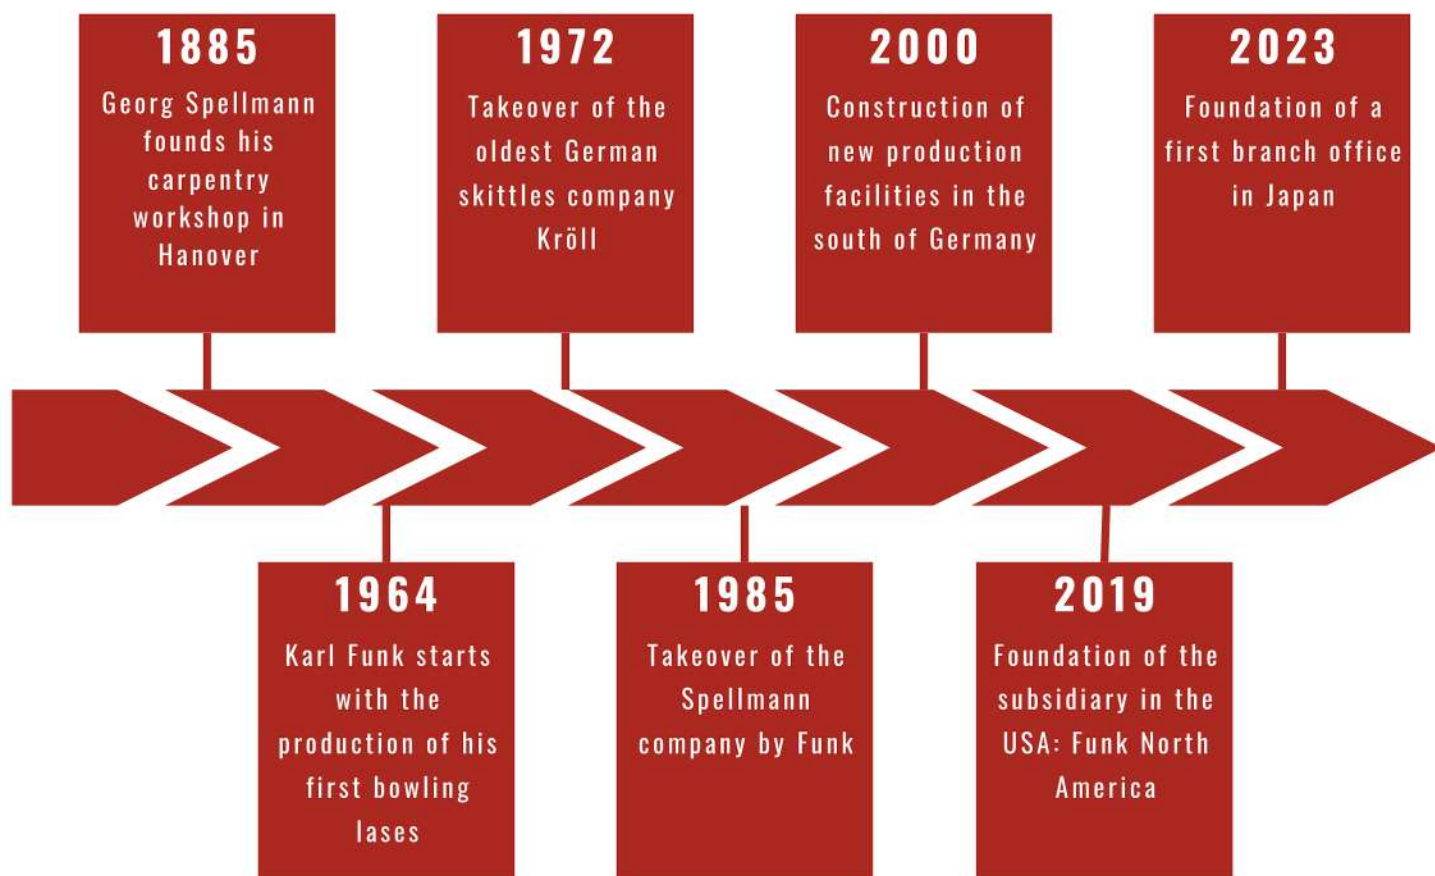 1885
Georg Spellmann
founds his
carpentry
workshop in
Hanover
1964
Karl Funk starts
with the
production of his
first bowling
lases
1972
Takeover of the
oldest German
skittles company
Kröll
1985
Takeover of the
Spellmann
company by Funk
2000
Construction of
new production
facilities in the
south of Germany
2019
Foundation of the
subsidiary in the
USA: Funk North
America
2023
Foundation of a
first branch office
in Japan